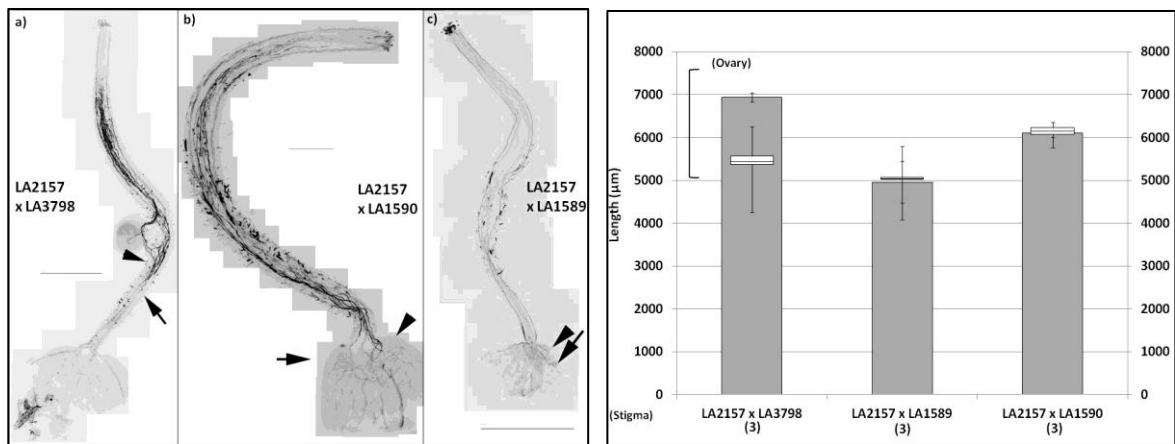 a)
LA2157
x LA3798
b)
LA2157
x LA1590
c)
LA2157
x LA1589
8000
7000
6000
5000
4000
3000
2000
1000
0
Length (µm)
(Ovary)
(Stigma)
LA2157 x LA3798
(3)
LA2157 x LA1589
(3)
LA2157 x LA1590
(3)
8000
7000
6000
5000
4000
3000
2000
1000
0